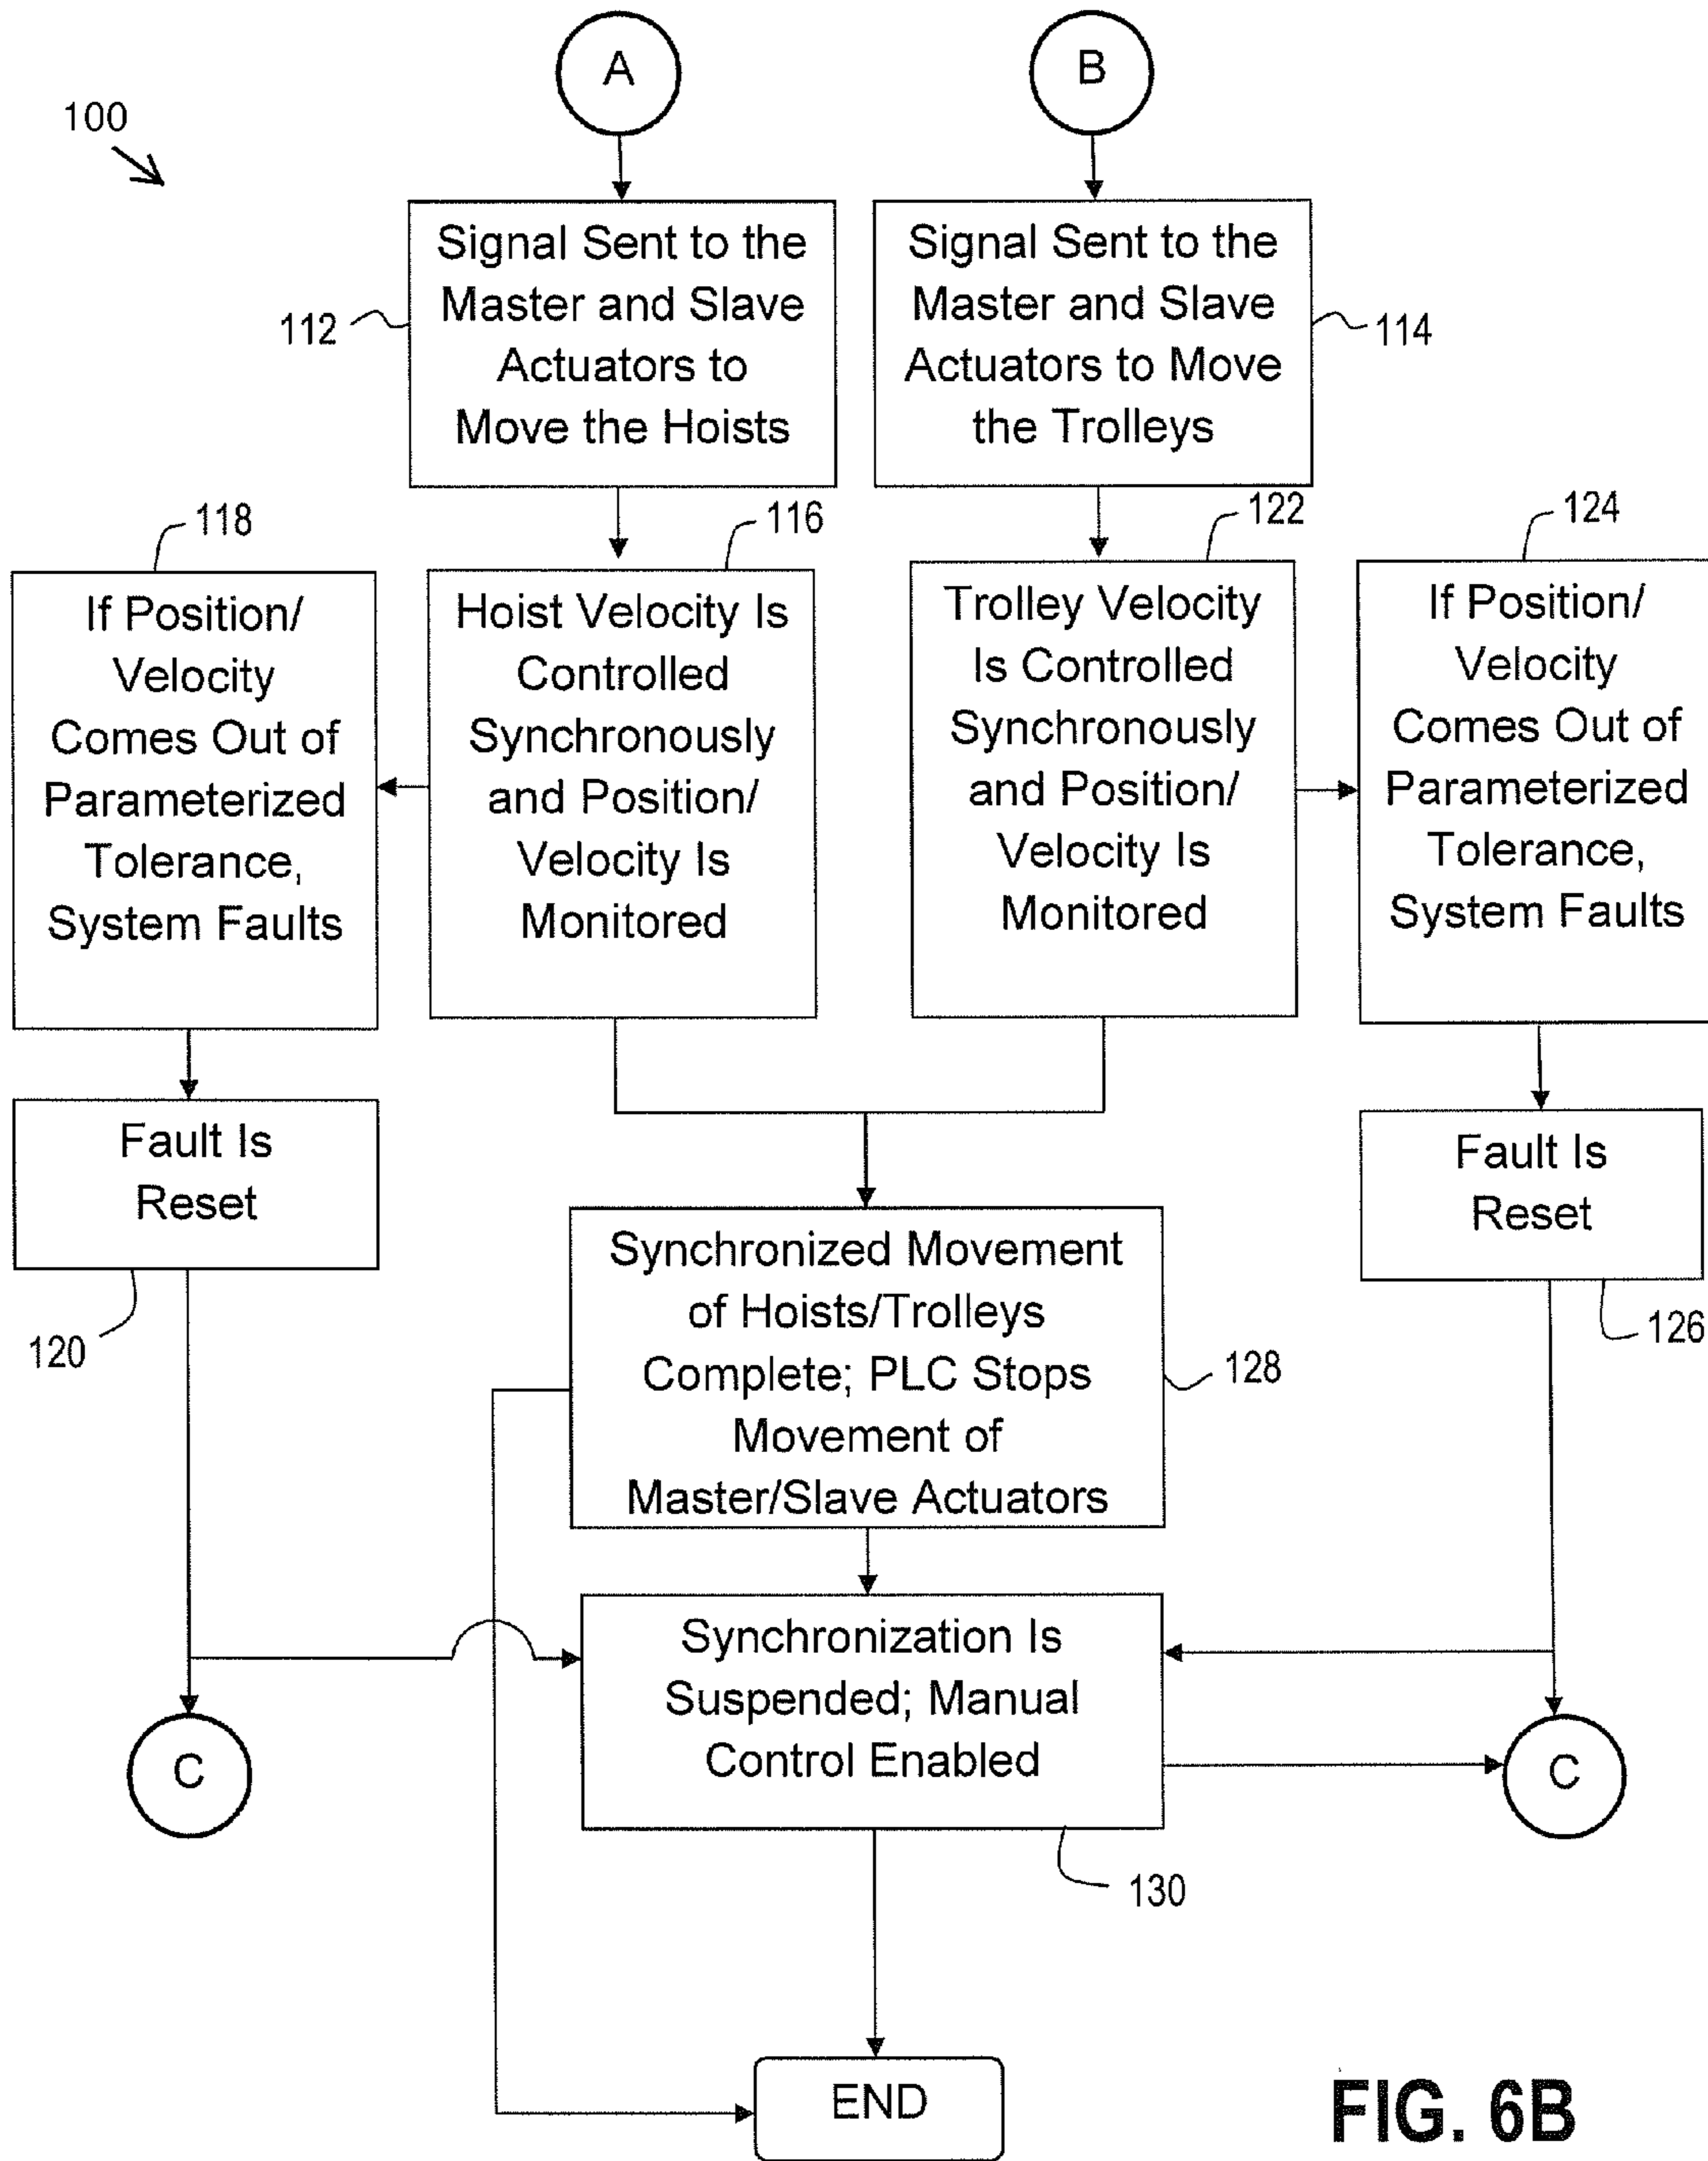 A
B
100
Signal Sent to the
Master and Slave
Actuators to
Move the Hoists
112
Signal Sent to the
Master and Slave
Actuators to Move
the Trolleys
114
118
If Position/
Velocity
Comes Out of
Parameterized
Tolerance,
System Faults
116
Hoist Velocity Is
Controlled
Synchronously
and Position/
Velocity Is
Monitored
122
Trolley Velocity
Is Controlled
Synchronously
and Position/
Velocity Is
Monitored
124
If Position/
Velocity
Comes Out of
Parameterized
Tolerance,
System Faults
Fault Is
Reset
120
Fault Is
Reset
126
Synchronized Movement
of Hoists/Trolleys
Complete; PLC Stops
Movement of
Master/Slave Actuators
128
Synchronization Is
Suspended; Manual
Control Enabled
130
C
C
END
FIG. 6B